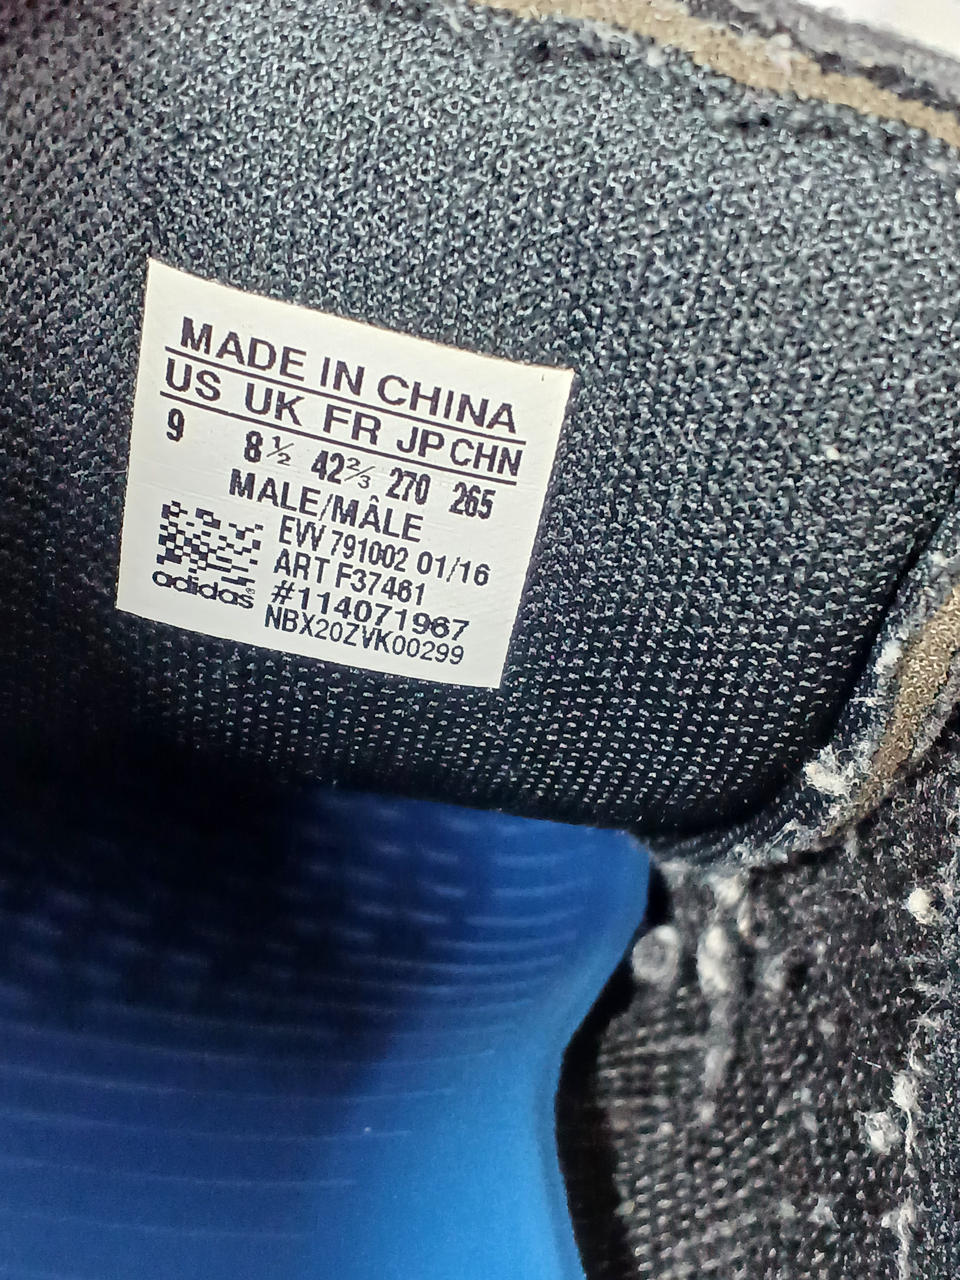 MADE IN CHINA
US UK FR JP CHN
9 8½ 42⅔ 270 265
MALE/MÂLE
EVV 791002 01/16
ART F37461
#114071967
NBX20ZVK00299
adidas®